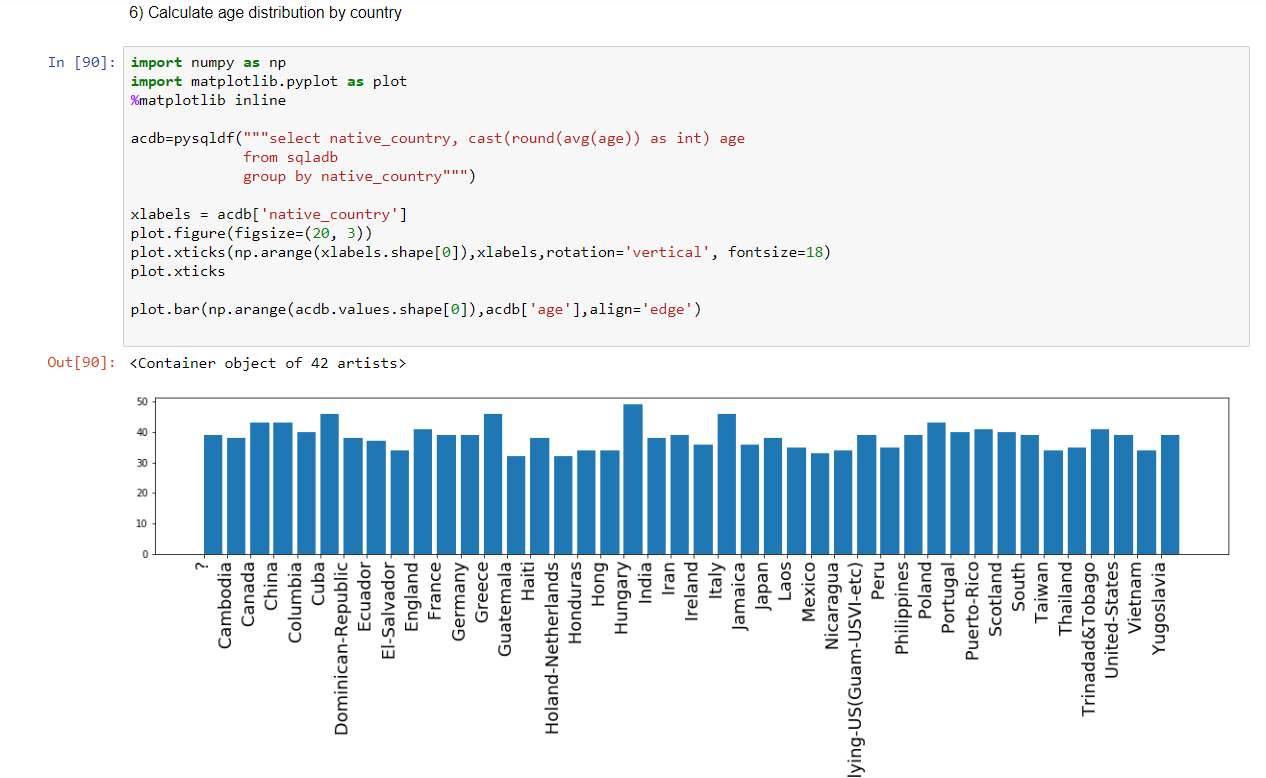 6) Calculate age distribution by country
In [90]:
import numpy as np
import matplotlib.pyplot as plot
%matplotlib inline
acdb=pysqldf("""select native_country, cast(round(avg(age)) as int) age
from sqladb
group by native_country""")
xlabels = acdb['native_country']
plot.figure(figsize=(20, 3))
plot.xticks(np.arange(xlabels.shape[0]),xlabels,rotation='vertical', fontsize=18)
plot.xticks
plot.bar(np.arange(acdb.values.shape[0]),acdb['age'],align='edge')
Out[90]: <Container object of 42 artists>
50
40
30
20
10
0
?
Cambodia
Canada
China
Columbia
Cuba
Dominican-Republic
Ecuador
El-Salvador
England
France
Germany
Greece
Guatemala
Haiti
Holand-Netherlands
Honduras
Hong
Hungary
India
Iran
Ireland
Italy
Jamaica
Japan
Laos
Mexico
Nicaragua
lying-US(Guam-USVI-etc)
Peru
Philippines
Poland
Portugal
Puerto-Rico
Scotland
South
Taiwan
Thailand
Trinadad&Tobago
United-States
Vietnam
Yugoslavia